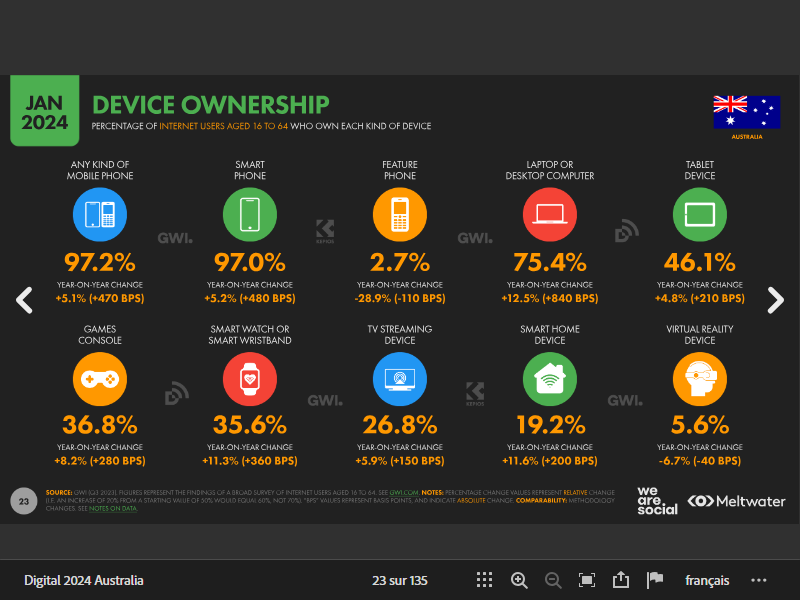 JAN
2024
DEVICE OWNERSHIP
PERCENTAGE OF INTERNET USERS AGED 16 TO 64 WHO OWN EACH KIND OF DEVICE
AUSTRALIA
ANY KIND OF
MOBILE PHONE
97.2%
YEAR-ON-YEAR CHANGE
+5.1% (+470 BPS)
SMART
PHONE
97.0%
YEAR-ON-YEAR CHANGE
+5.2% (+480 BPS)
FEATURE
PHONE
2.7%
YEAR-ON-YEAR CHANGE
-28.9% (-110 BPS)
LAPTOP OR
DESKTOP COMPUTER
75.4%
YEAR-ON-YEAR CHANGE
+12.5% (+840 BPS)
TABLET
DEVICE
46.1%
YEAR-ON-YEAR CHANGE
+4.8% (+210 BPS)
GWI.
KEPIOS
GWI.
GAMES
CONSOLE
36.8%
YEAR-ON-YEAR CHANGE
+8.2% (+280 BPS)
SMART WATCH OR
SMART WRISTBAND
35.6%
YEAR-ON-YEAR CHANGE
+11.3% (+360 BPS)
TV STREAMING
DEVICE
26.8%
YEAR-ON-YEAR CHANGE
+5.9% (+150 BPS)
SMART HOME
DEVICE
19.2%
YEAR-ON-YEAR CHANGE
+11.6% (+200 BPS)
VIRTUAL REALITY
DEVICE
5.6%
YEAR-ON-YEAR CHANGE
-6.7% (-40 BPS)
GWI.
KEPIOS
GWI.
23
SOURCE: GWI (Q3 2023). FIGURES REPRESENT THE FINDINGS OF A BROAD SURVEY OF INTERNET USERS AGED 16 TO 64. SEE GWI.COM. NOTES: PERCENTAGE CHANGE VALUES REPRESENT RELATIVE CHANGE
(I.E. AN INCREASE OF 20% FROM A STARTING VALUE OF 50% WOULD EQUAL 60%, NOT 70%). "BPS" VALUES REPRESENT BASIS POINTS, AND INDICATE ABSOLUTE CHANGE. COMPARABILITY: METHODOLOGY
CHANGES. SEE NOTES ON DATA.
we
are.
social
Meltwater
Digital 2024 Australia
23 sur 135
français